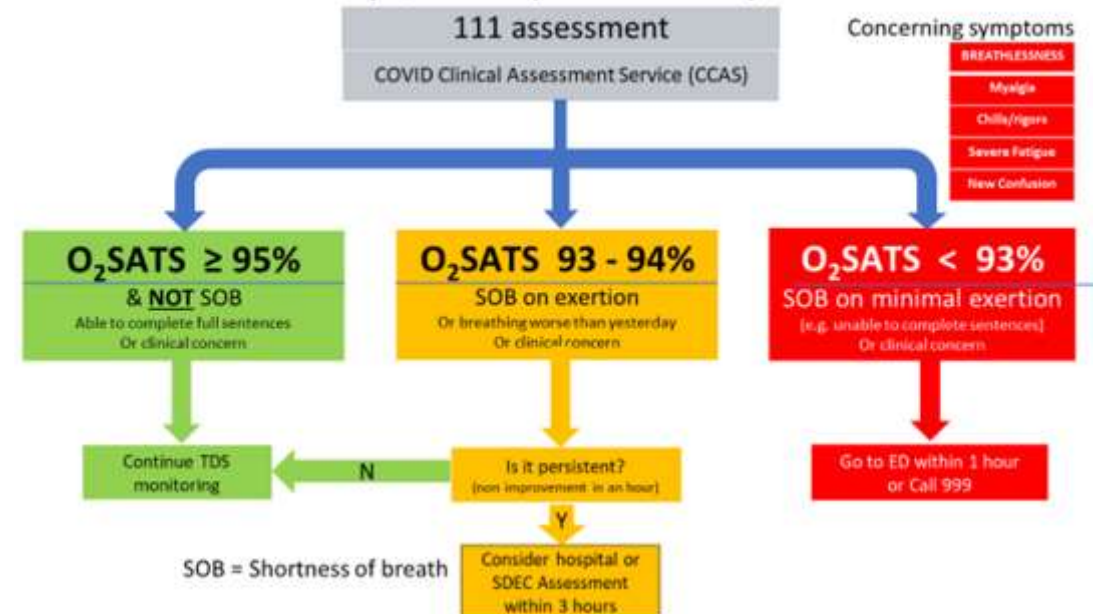 111 assessment
COVID Clinical Assessment Service (CCAS)
Concerning symptoms
BREATHLESSNESS
Myalgia
Chills/rigors
Severe Fatigue
New Confusion
O₂SATS ≥ 95%
& NOT SOB
Able to complete full sentences
Or clinical concern
O₂SATS 93 - 94%
SOB on exertion
Or breathing worse than yesterday
Or clinical concern
O₂SATS < 93%
SOB on minimal exertion
(e.g. unable to complete sentences)
Or clinical concern
Continue TDS
monitoring
N
Is it persistent?
(non improvement in an hour)
Go to ED within 1 hour
or Call 999
Y
SOB = Shortness of breath
Consider hospital or
SDEC Assessment
within 3 hours